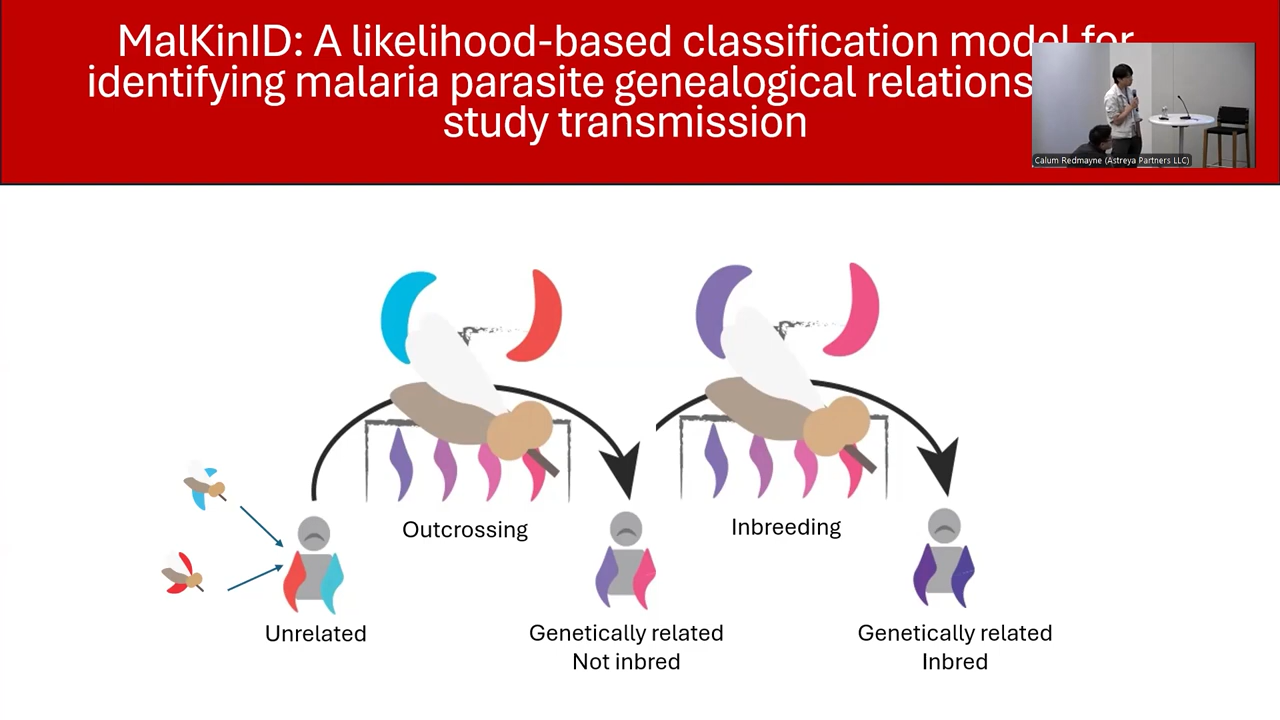 MalKinID: A likelihood-based classification model for
identifying malaria parasite genealogical relations
study transmission
Calum Redmayne (Astreya Partners LLC)
Outcrossing
Inbreeding
Unrelated
Genetically related
Not inbred
Genetically related
Inbred